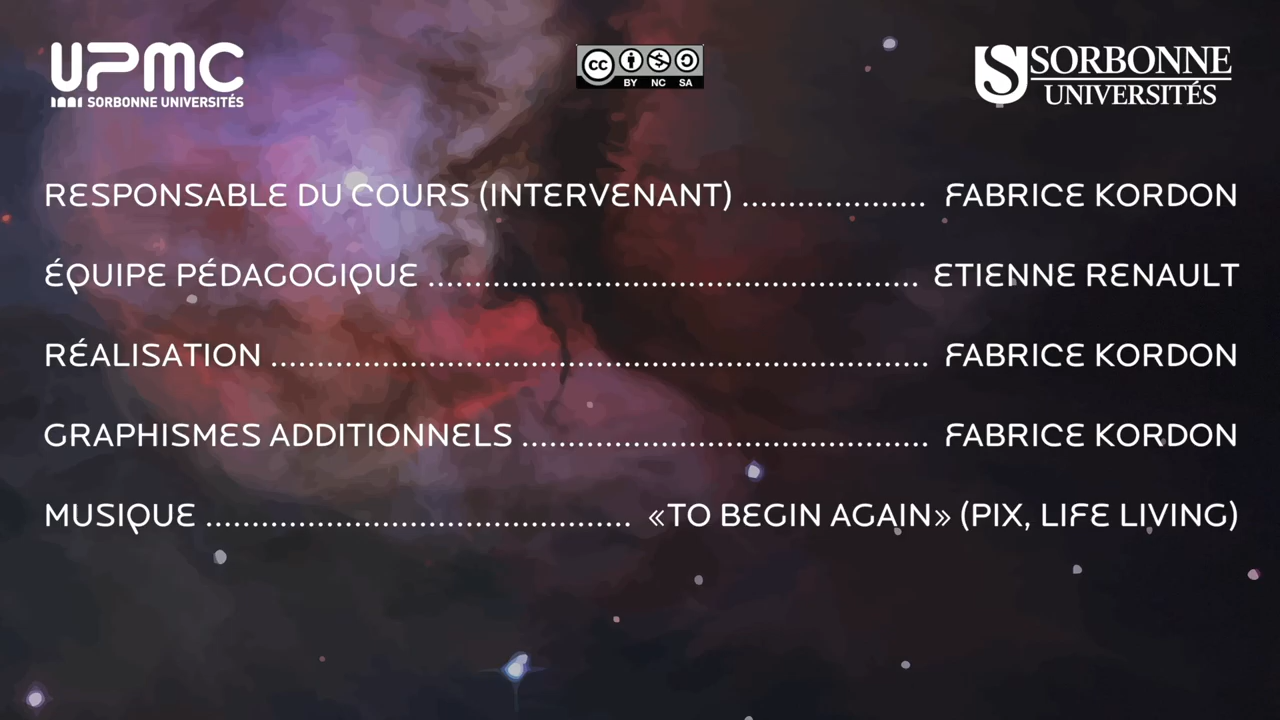 UPMC
SORBONNE UNIVERSITÉS
cc
BY NC SA
SORBONNE
UNIVERSITÉS
RESPONSABLE DU COURS (INTERVENANT) .................... FABRICE KORDON
ÉQUIPE PÉDAGOGIQUE ..................................................... ETIENNE RENAULT
RÉALISATION ....................................................................... FABRICE KORDON
GRAPHISMES ADDITIONNELS ............................................ FABRICE KORDON
MUSIQUE .............................................. «TO BEGIN AGAIN» (PIX, LIFE LIVING)